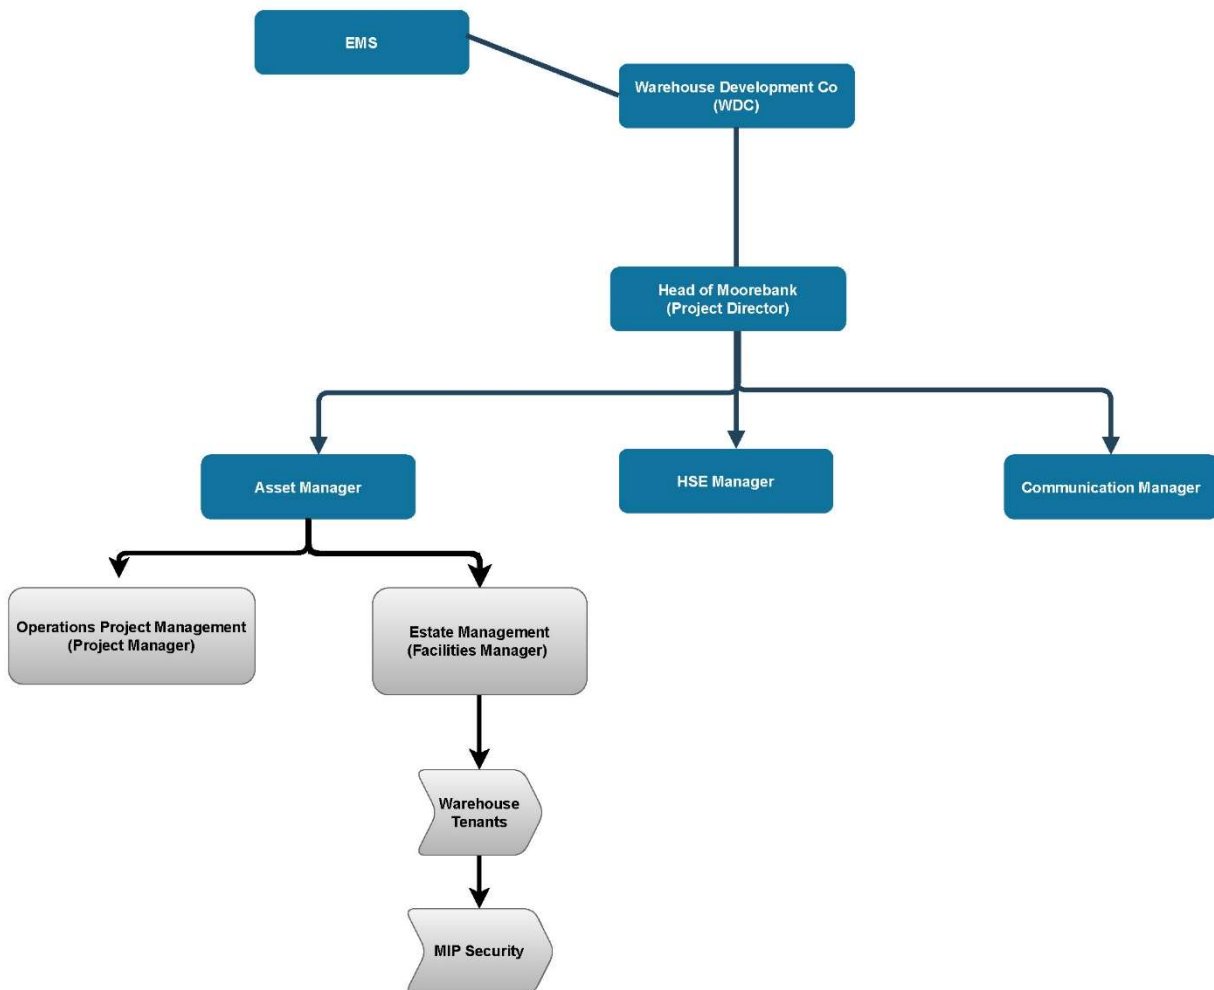 EMS
Warehouse Development Co
(WDC)
Head of Moorebank
(Project Director)
Asset Manager
HSE Manager
Communication Manager
Operations Project Management
(Project Manager)
Estate Management
(Facilities Manager)
Warehouse
Tenants
MIP Security